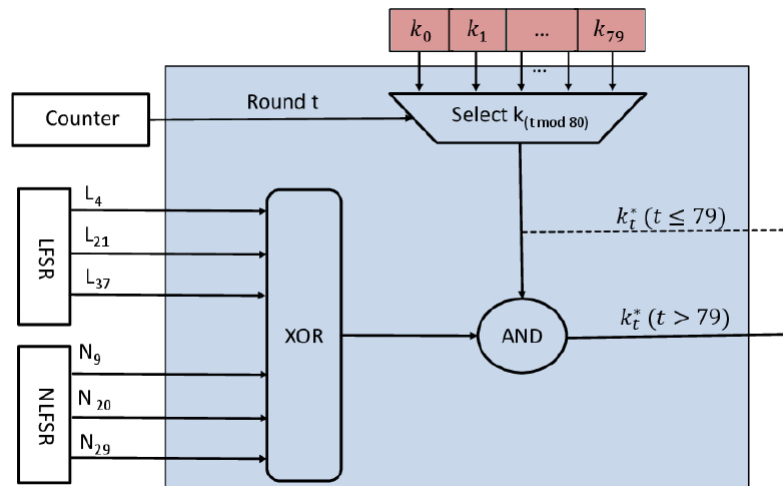 k₀ k₁ ... k₇₉
...
Round t
Counter
Select k₍t mod 80₎
L₄
k*ₜ (t ≤ 79)
L₂₁
LFSR
L₃₇
XOR
AND
k*ₜ (t > 79)
N₉
NLFSR
N₂₀
N₂₉